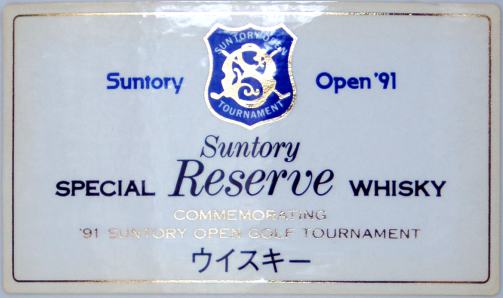 SUNTORY OPEN
TOURNAMENT
Suntory Open '91
Suntory
SPECIAL Reserve WHISKY
COMMEMORATING
'91 SUNTORY OPEN GOLF TOURNAMENT
ウイスキー